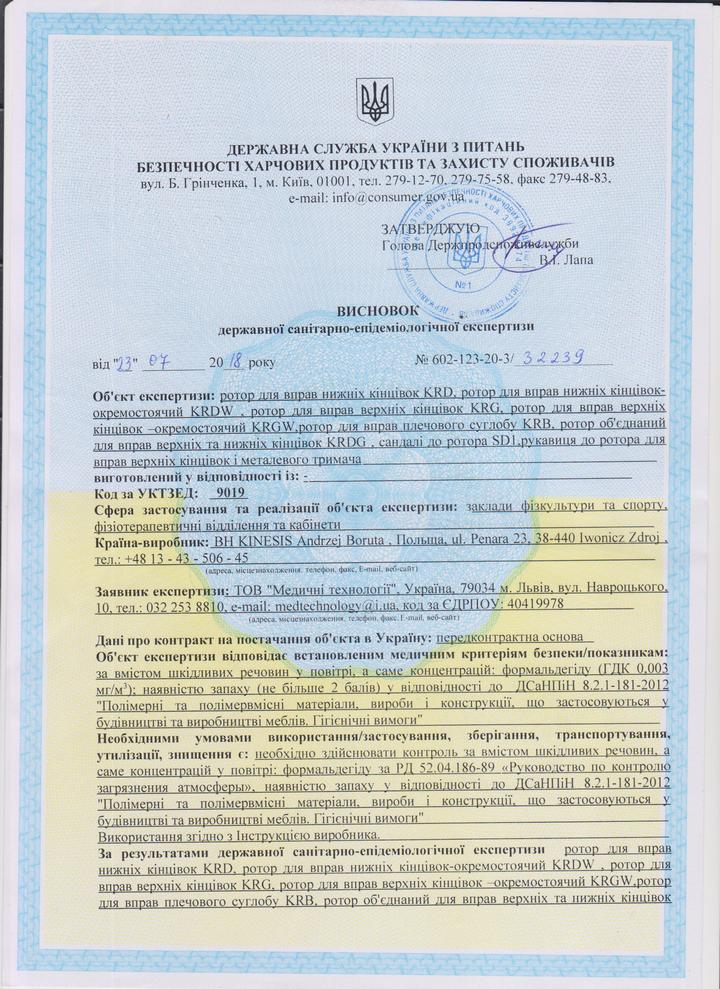 ДЕРЖАВНА СЛУЖБА УКРАЇНИ З ПИТАНЬ
БЕЗПЕЧНОСТІ ХАРЧОВИХ ПРОДУКТІВ ТА ЗАХИСТУ СПОЖИВАЧІВ
вул. Б. Грінченка, 1, м. Київ, 01001, тел. 279-12-70, 279-75-58, факс 279-48-83,
e-mail: info@consumer.gov.ua
ЗАТВЕРДЖУЮ
Голова Держпродспоживслужби
В.І. Лапа
№1
ВИСНОВОК
державної санітарно-епідеміологічної експертизи
від "23" 07 2018 року № 602-123-20-3/ 32239
Об'єкт експертизи: ротор для вправ нижніх кінцівок KRD, ротор для вправ нижніх кінцівок-
окремостоячий KRDW , ротор для вправ верхніх кінцівок KRG, ротор для вправ верхніх
кінцівок –окремостоячий KRGW,ротор для вправ плечового суглобу KRB, ротор об'єднаний
для вправ верхніх та нижніх кінцівок KRDG , сандалі до ротора SD1,рукавиця до ротора для
вправ верхніх кінцівок і металевого тримача
виготовлений у відповідності із: -
Код за УКТЗЕД: 9019
Сфера застосування та реалізації об'єкта експертизи: заклади фізкультури та спорту,
фізіотерапевтичні відділення та кабінети
Країна-виробник: BH KINESIS Andrzej Boruta , Польща, ul. Penara 23, 38-440 Iwonicz Zdroj ,
тел.: +48 13 - 43 - 506 - 45
(адреса, місцезнаходження, телефон, факс, E-mail, веб-сайт)
Заявник експертизи: ТОВ "Медичні технології", Україна, 79034 м. Львів, вул. Навроцького,
10, тел.: 032 253 8810, e-mail: medtechnology@i.ua, код за ЄДРПОУ: 40419978
(адреса, місцезнаходження, телефон, факс, E-mail, веб-сайт)
Дані про контракт на постачання об'єкта в Україну: передконтрактна основа
Об'єкт експертизи відповідає встановленим медичним критеріям безпеки/показникам:
за вмістом шкідливих речовин у повітрі, а саме концентрацій: формальдегіду (ГДК 0,003
мг/м³); наявністю запаху (не більше 2 балів) у відповідності до ДСаНПіН 8.2.1-181-2012
"Полімерні та полімервмісні матеріали, вироби і конструкції, що застосовуються у
будівництві та виробництві меблів. Гігієнічні вимоги"
Необхідними умовами використання/застосування, зберігання, транспортування,
утилізації, знищення є: необхідно здійснювати контроль за вмістом шкідливих речовин, а
саме концентрацій у повітрі: формальдегіду за РД 52.04.186-89 «Руководство по контролю
загрязнения атмосферы», наявністю запаху у відповідності до ДСаНПіН 8.2.1-181-2012
"Полімерні та полімервмісні матеріали, вироби і конструкції, що застосовуються у
будівництві та виробництві меблів. Гігієнічні вимоги"
Використання згідно з Інструкцією виробника.
За результатами державної санітарно-епідеміологічної експертизи ротор для вправ
нижніх кінцівок KRD, ротор для вправ нижніх кінцівок-окремостоячий KRDW , ротор для
вправ верхніх кінцівок KRG, ротор для вправ верхніх кінцівок –окремостоячий KRGW,ротор
для вправ плечового суглобу KRB, ротор об'єднаний для вправ верхніх та нижніх кінцівок